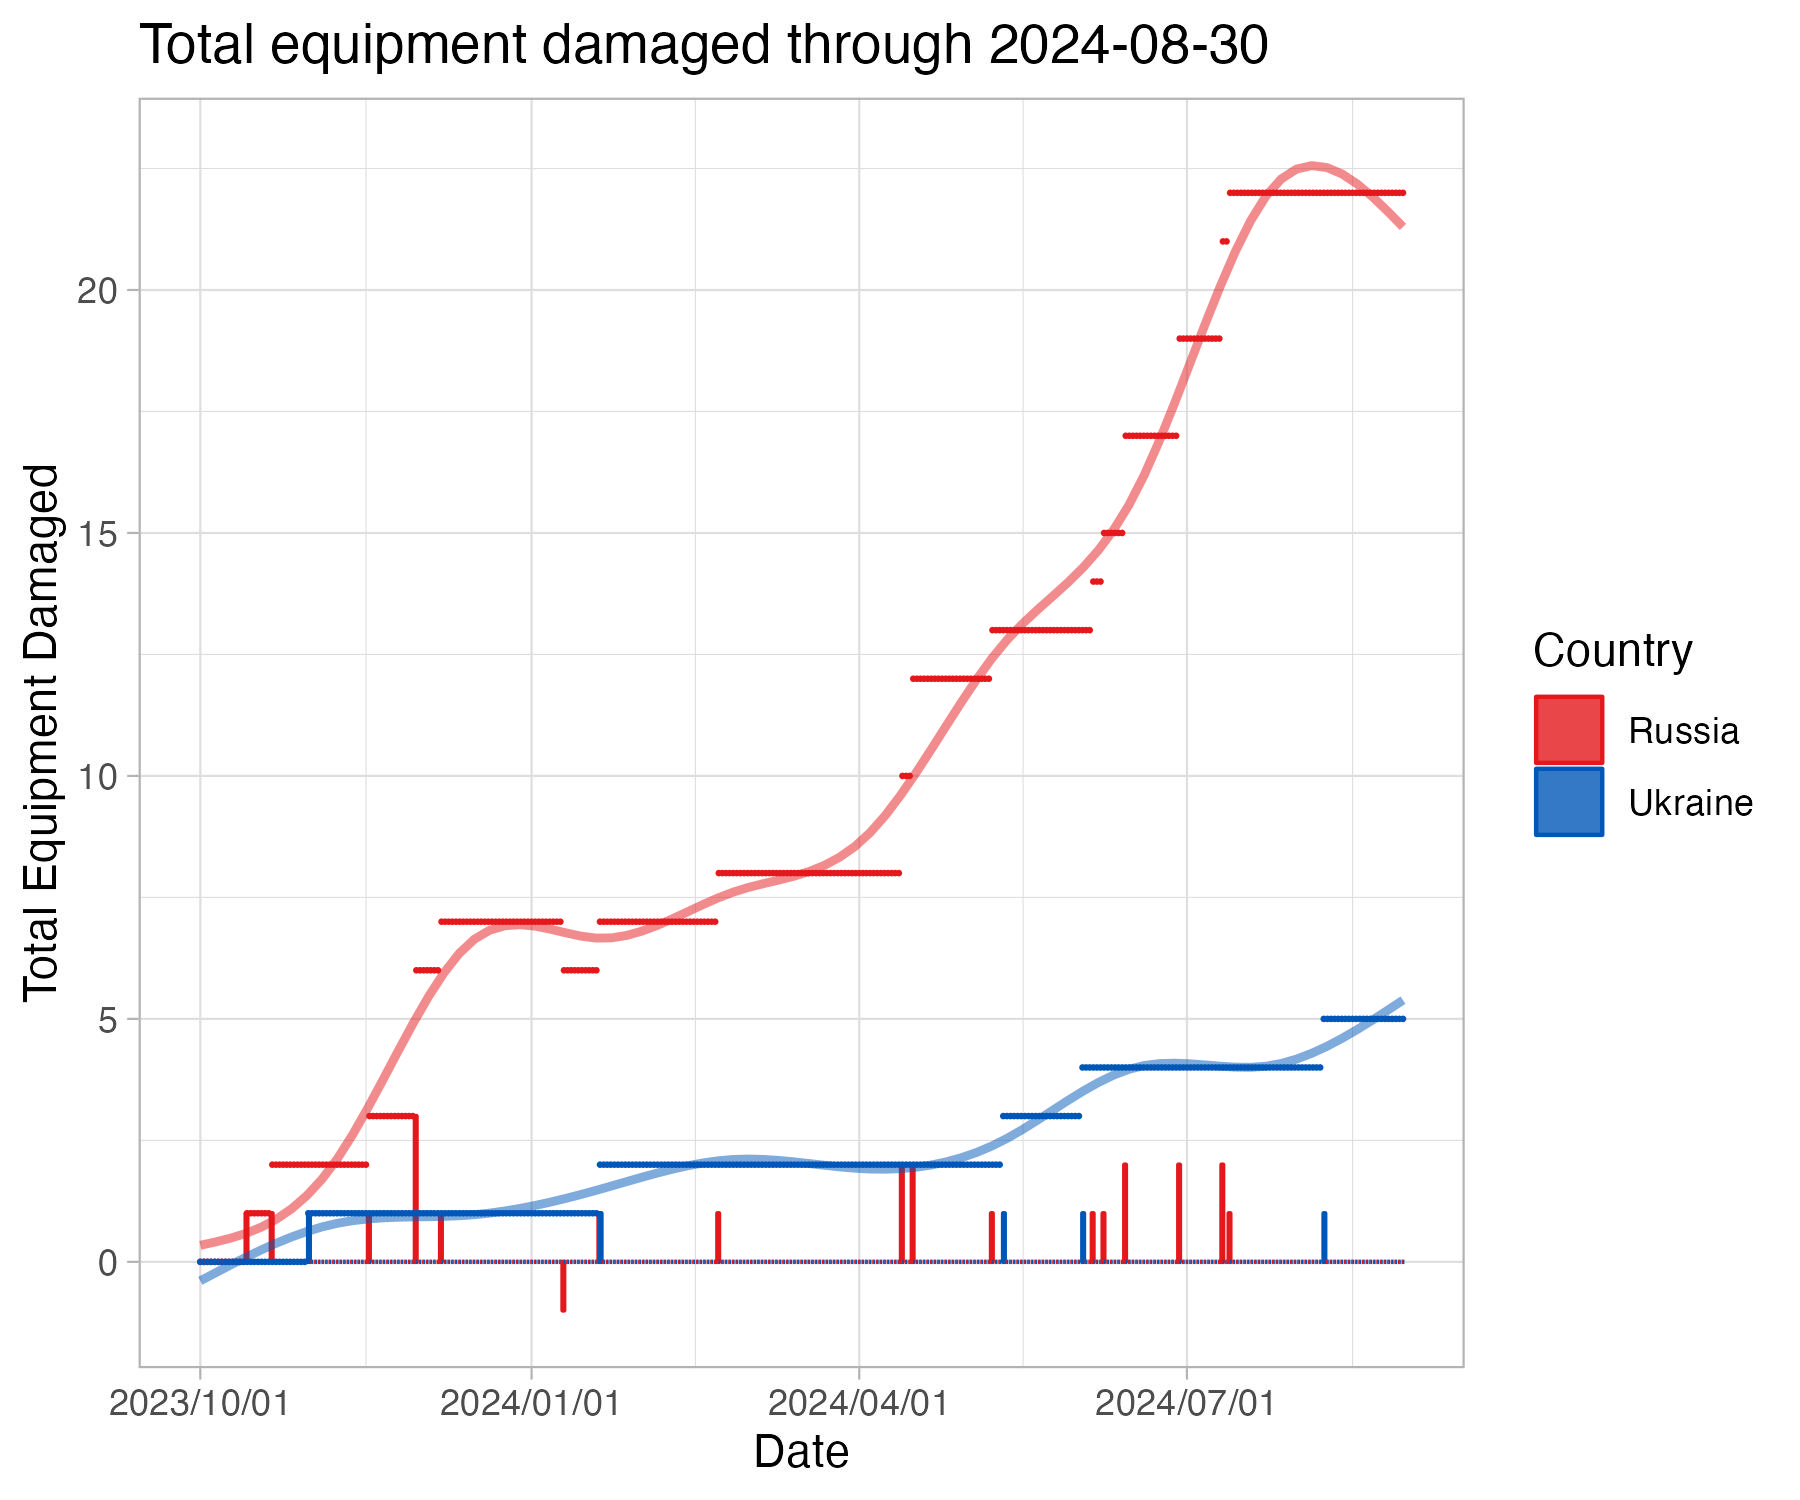 Total equipment damaged through 2024-08-30
Total Equipment Damaged
20
15
10
5
0
2023/10/01
2024/01/01
2024/04/01
2024/07/01
Date
Country
Russia
Ukraine